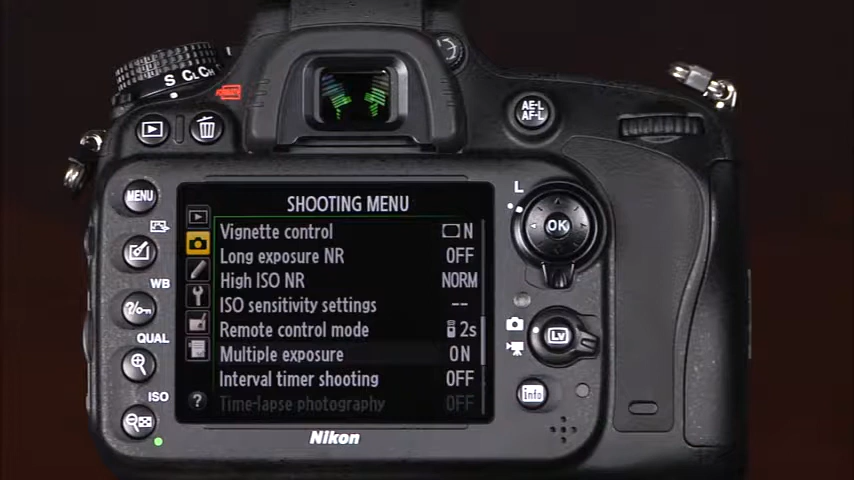 S CL CH
FORMAT
AE-L
AF-L
MENU
SHOOTING MENU
L
Vignette control N
OK
Long exposure NR OFF
WB
High ISO NR NORM
?/
ISO sensitivity settings --
QUAL
Remote control mode 2s
Lv
Multiple exposure ON
Interval timer shooting OFF
info
ISO
?
Time-lapse photography OFF
Nikon